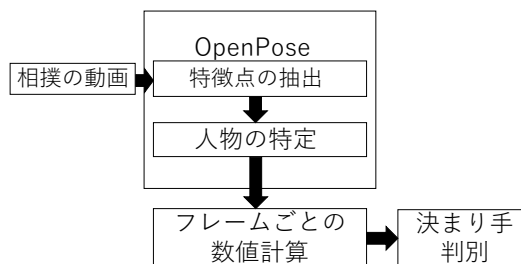 OpenPose
相撲の動画
特徴点の抽出
人物の特定
フレームごとの
数値計算
決まり手
判別